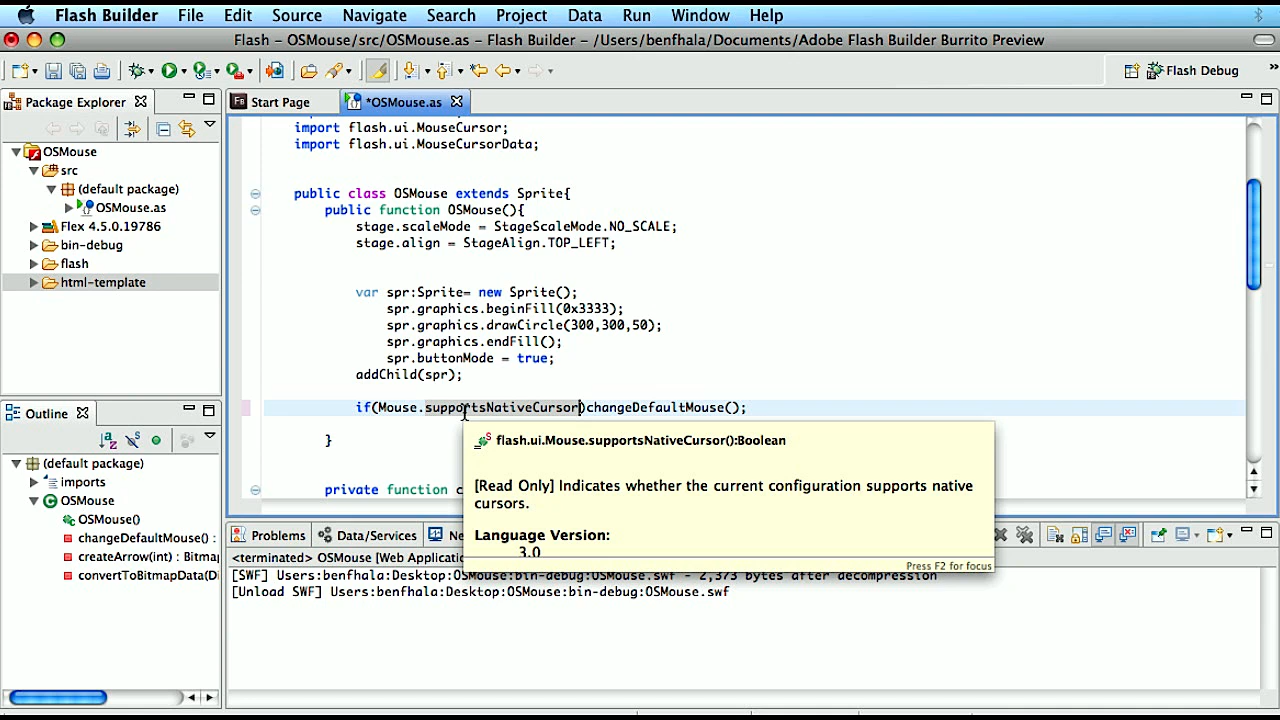 Flash Builder File Edit Source Navigate Search Project Data Run Window Help
Flash – OSMouse/src/OSMouse.as – Flash Builder – /Users/benfhala/Documents/Adobe Flash Builder Burrito Preview
Flash Debug
Package Explorer
OSMouse
src
(default package)
OSMouse.as
Flex 4.5.0.19786
bin-debug
flash
html-template
Outline
(default package)
imports
OSMouse
OSMouse()
changeDefaultMouse() :
createArrow(int) : Bitma
convertToBitmapData(Di
Start Page
*OSMouse.as
import flash.ui.MouseCursor;
import flash.ui.MouseCursorData;
public class OSMouse extends Sprite{
public function OSMouse(){
stage.scaleMode = StageScaleMode.NO_SCALE;
stage.align = StageAlign.TOP_LEFT;
var spr:Sprite= new Sprite();
spr.graphics.beginFill(0x3333);
spr.graphics.drawCircle(300,300,50);
spr.graphics.endFill();
spr.buttonMode = true;
addChild(spr);
if(Mouse.supportsNativeCursor)changeDefaultMouse();
}
private function c
flash.ui.Mouse.supportsNativeCursor():Boolean
[Read Only] Indicates whether the current configuration supports native
cursors.
Language Version:
3.0
Press F2 for focus
Problems Data/Services Ne
<terminated> OSMouse [Web Applicatio
[SWF] Users:benfhala:Desktop:OSMouse:bin-debug:OSMouse.swf - 2,373 bytes after decompression
[Unload SWF] Users:benfhala:Desktop:OSMouse:bin-debug:OSMouse.swf